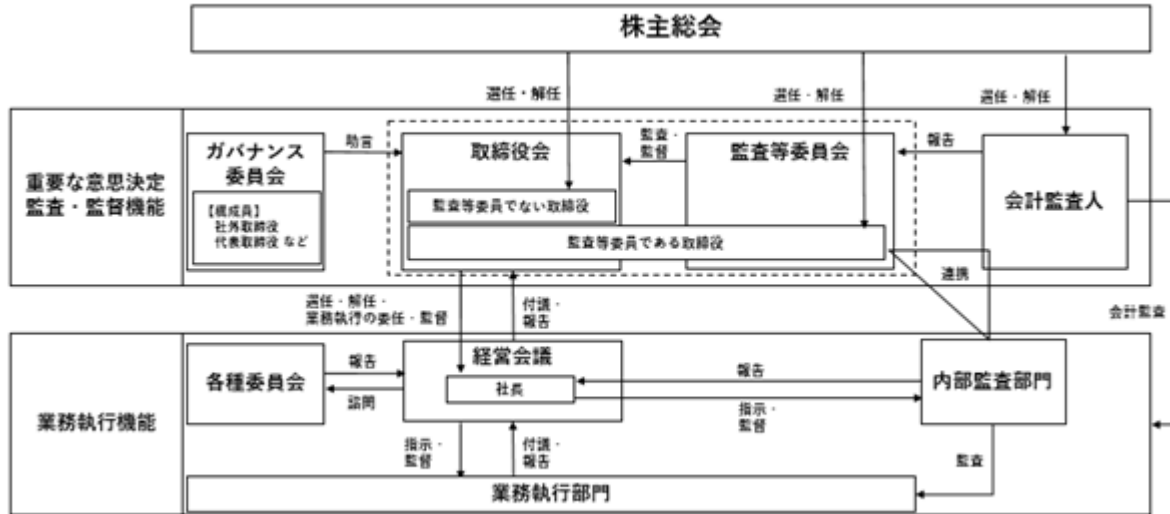 株主総会
選任・解任
選任・解任
選任・解任
重要な意思決定
監査・監督機能
ガバナンス
委員会
【構成員】
社外取締役
代表取締役 など
助言
取締役会
監査・
監督
監査等委員会
報告
会計監査人
監査等委員でない取締役
監査等委員である取締役
連携
選任・解任・
業務執行の委任・監督
付議・
報告
会計監査
業務執行機能
各種委員会
報告
諮問
経営会議
社長
報告
指示・
監督
内部監査部門
指示・
監督
付議・
報告
監査
業務執行部門